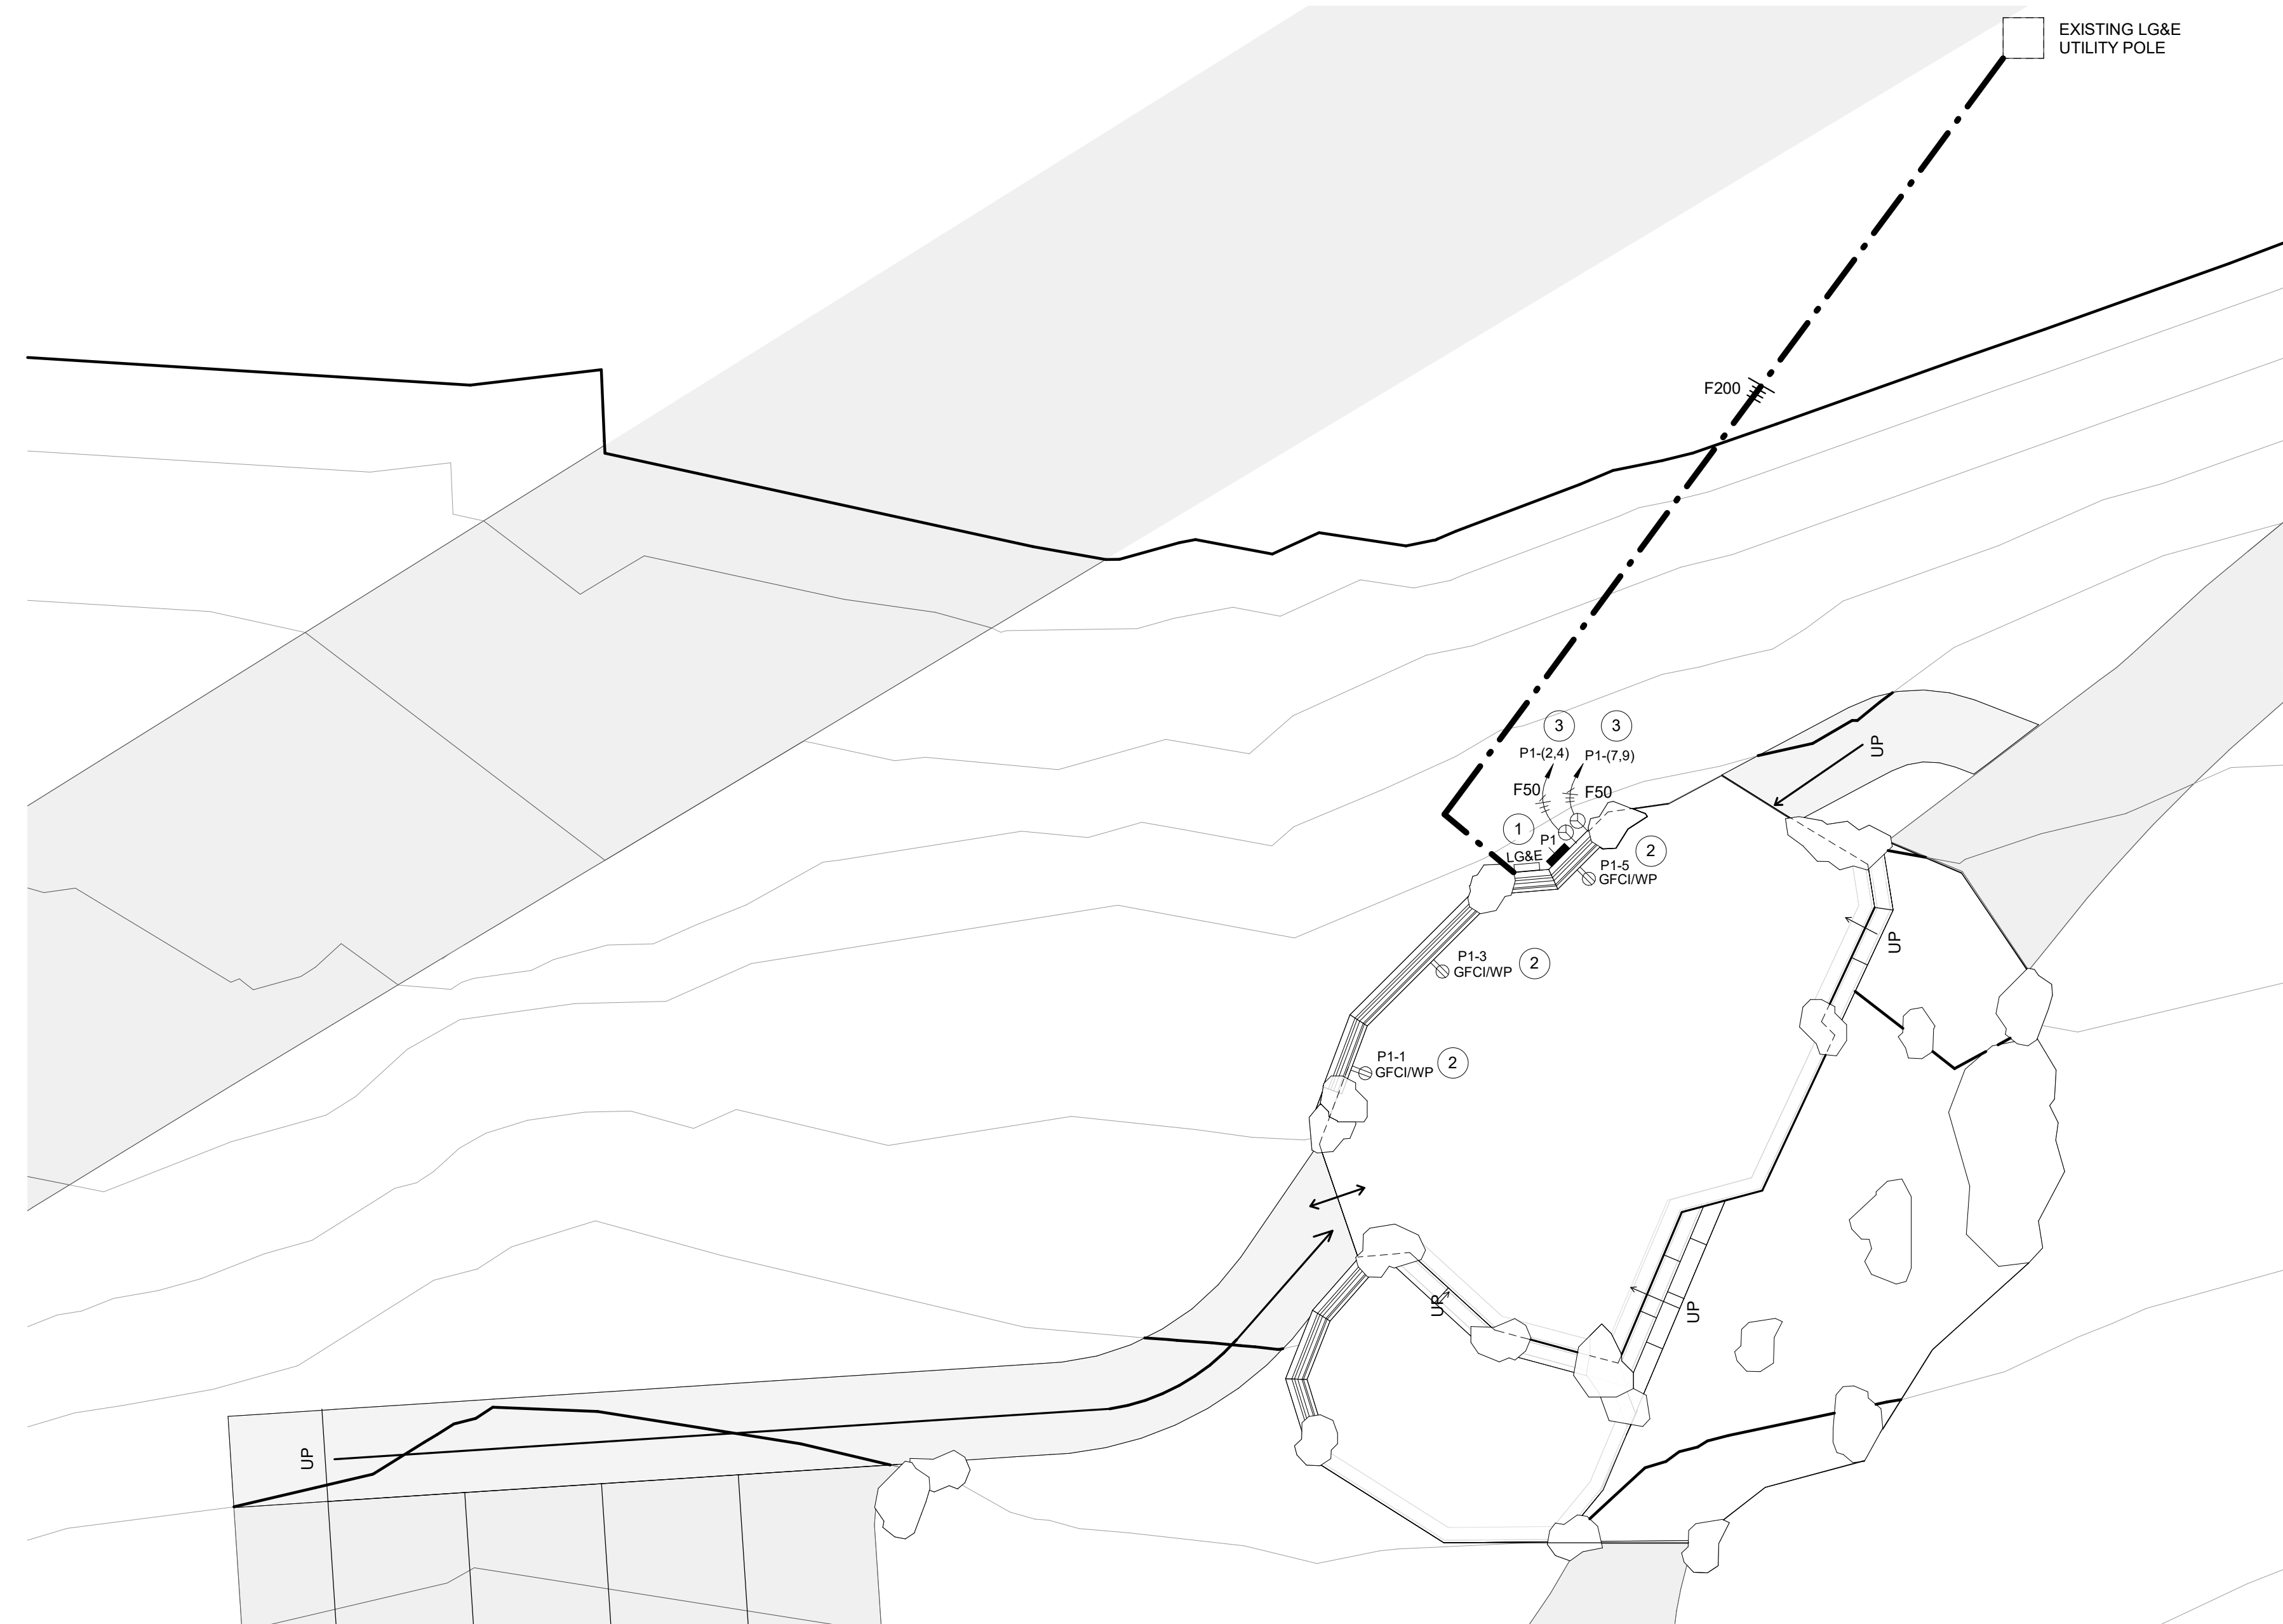 EXISTING LG&E
UTILITY POLE
F200
3
3
P1-(2,4)
P1-(7,9)
UP
F50
F50
1
P1
LG&E
2
P1-5
GFCI/WP
UP
P1-3
GFCI/WP
2
P1-1
GFCI/WP
2
UP
UP
UP